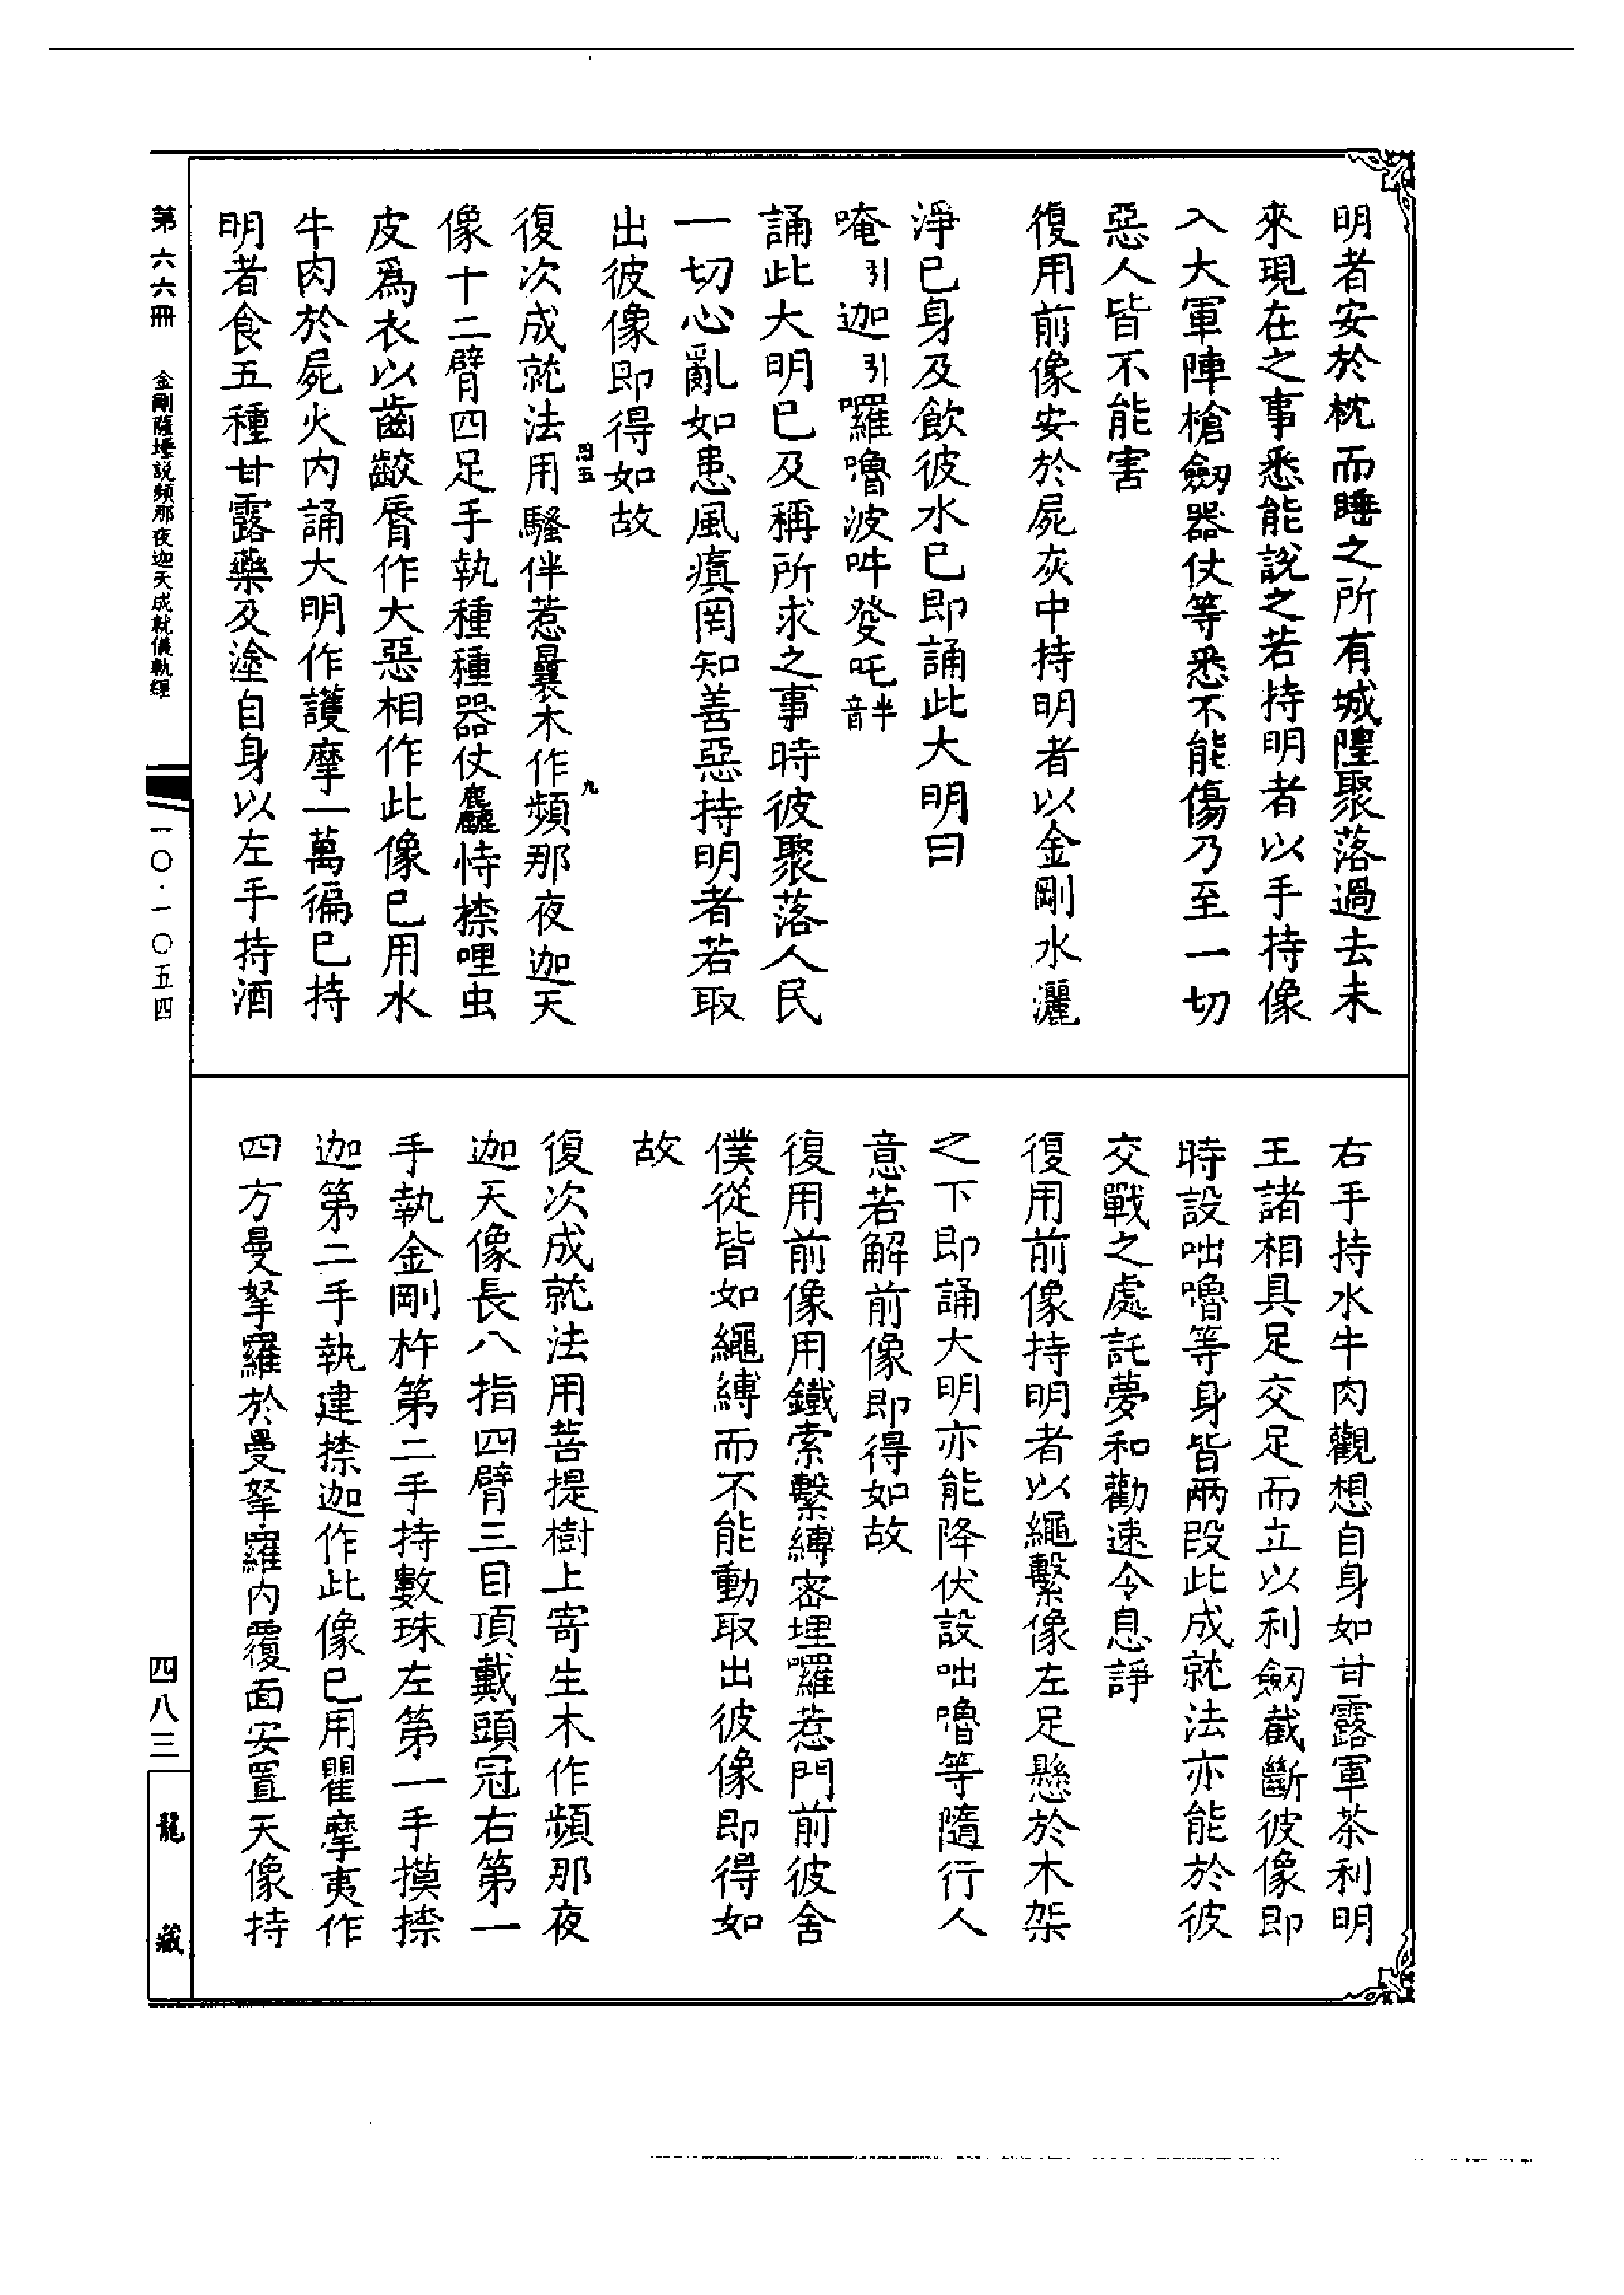 明者安於枕而睡之所有城隍聚落過去未
來現在之事悉能說之若持明者以手持像
入大軍陣槍劒器仗等悉不能傷乃至一切
惡人皆不能害
復用前像安於屍灰中持明者以金剛水灑
淨已身及飲彼水已即誦此大明曰
唵引迦引囉嚕波吽癹吒半音
誦此大明已及稱所求之事時彼聚落人民
一切心亂如患風瘨罔知善惡持明者若取
出彼像即得如故
復次成就法用騷伴惹曩木作頻那夜迦天
九
像十二臂四足手執種種器仗麤恃捺哩虫
皮爲衣以齒齩脣作大惡相作此像已用水
牛肉於屍火內誦大明作護摩一萬徧已持
明者食五種甘露藥及塗自身以左手持酒
右手持水牛肉觀想自身如甘露軍茶利明
王諸相具足交足而立以利劒截斷彼像即
時設咄嚕等身皆兩段此成就法亦能於彼
交戰之處託夢和勸速令息諍
復用前像持明者以繩繫像左足懸於木架
之下即誦大明亦能降伏設咄嚕等隨行人
意若解前像即得如故
復用前像用鐵索繫縛密埋囉惹門前彼舍
僕從皆如繩縛而不能動取出彼像即得如
故
復次成就法用菩提樹上寄生木作頻那夜
迦天像長八指四臂三目頂戴頭冠右第一
手執金剛杵第二手持數珠左第一手摸捺
迦第二手執建捺迦作此像已用瞿摩夷作
四方曼拏羅於曼拏羅內覆面安置天像持
第六六冊
金剛薩埵說頻那夜迦天成就儀軌經
一〇·一〇五四
四八三
龍藏